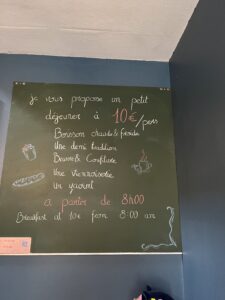 je vous propose un petit
déjeuner à 10€/pers
Boisson chaude & froide
Une demi tradition
Beurre & Confiture
Une Viennoiserie
Un yaourt
a partir de 8h00
Breakfast at 10€ from 8:00 am